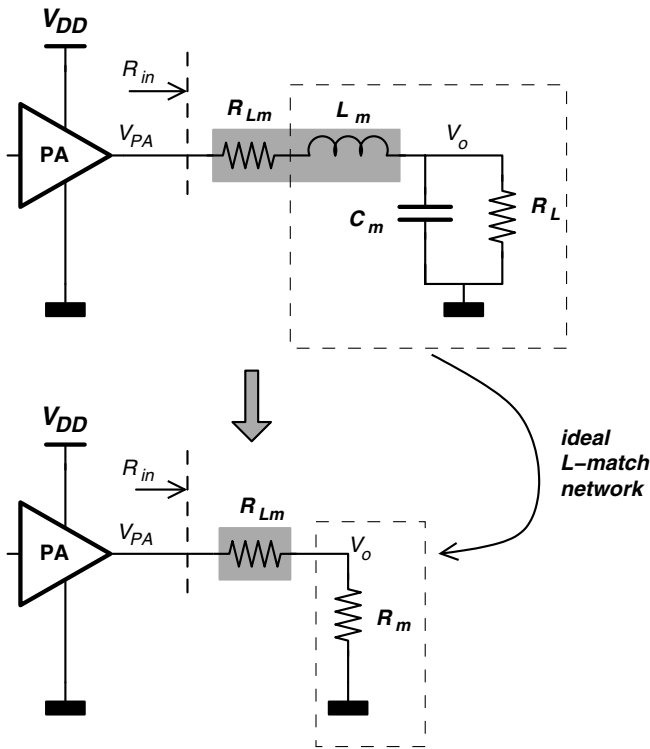 V_DD
R_in
R_Lm
L_m
V_PA
V_o
PA
C_m
R_L
V_DD
ideal
L-match
network
R_in
R_Lm
V_PA
V_o
PA
R_m